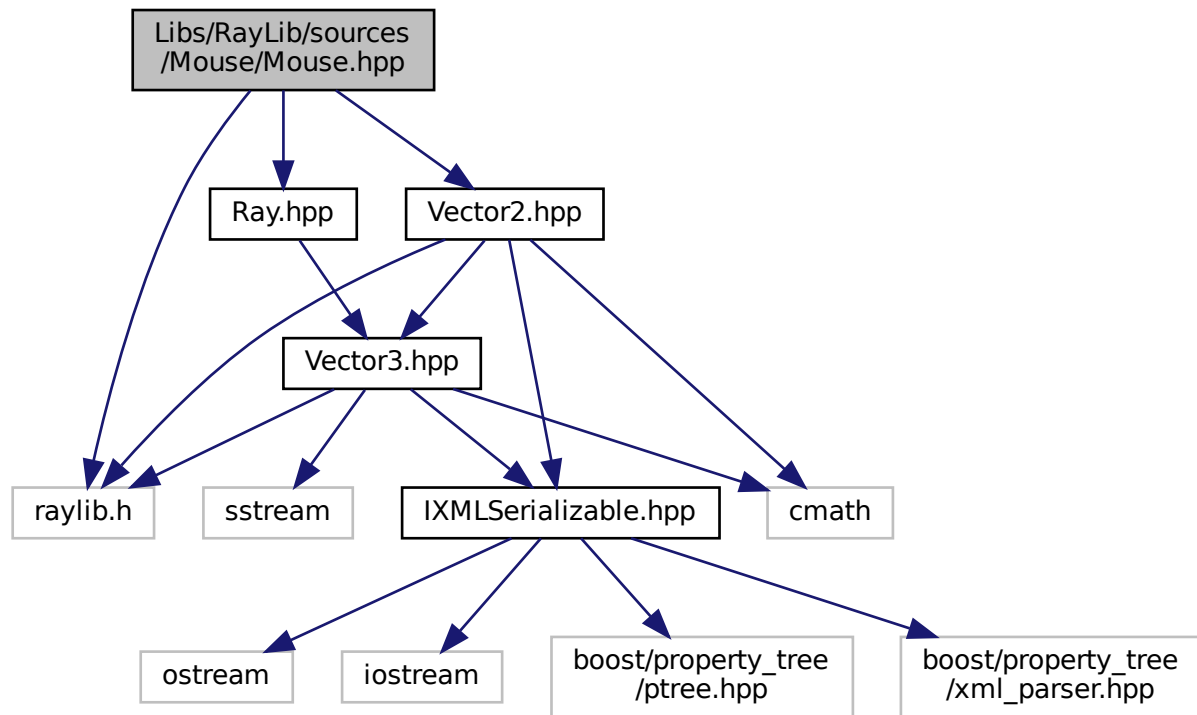 Libs/RayLib/sources
/Mouse/Mouse.hpp
Ray.hpp
Vector2.hpp
Vector3.hpp
raylib.h
sstream
IXMLSerializable.hpp
cmath
ostream
iostream
boost/property_tree
/ptree.hpp
boost/property_tree
/xml_parser.hpp